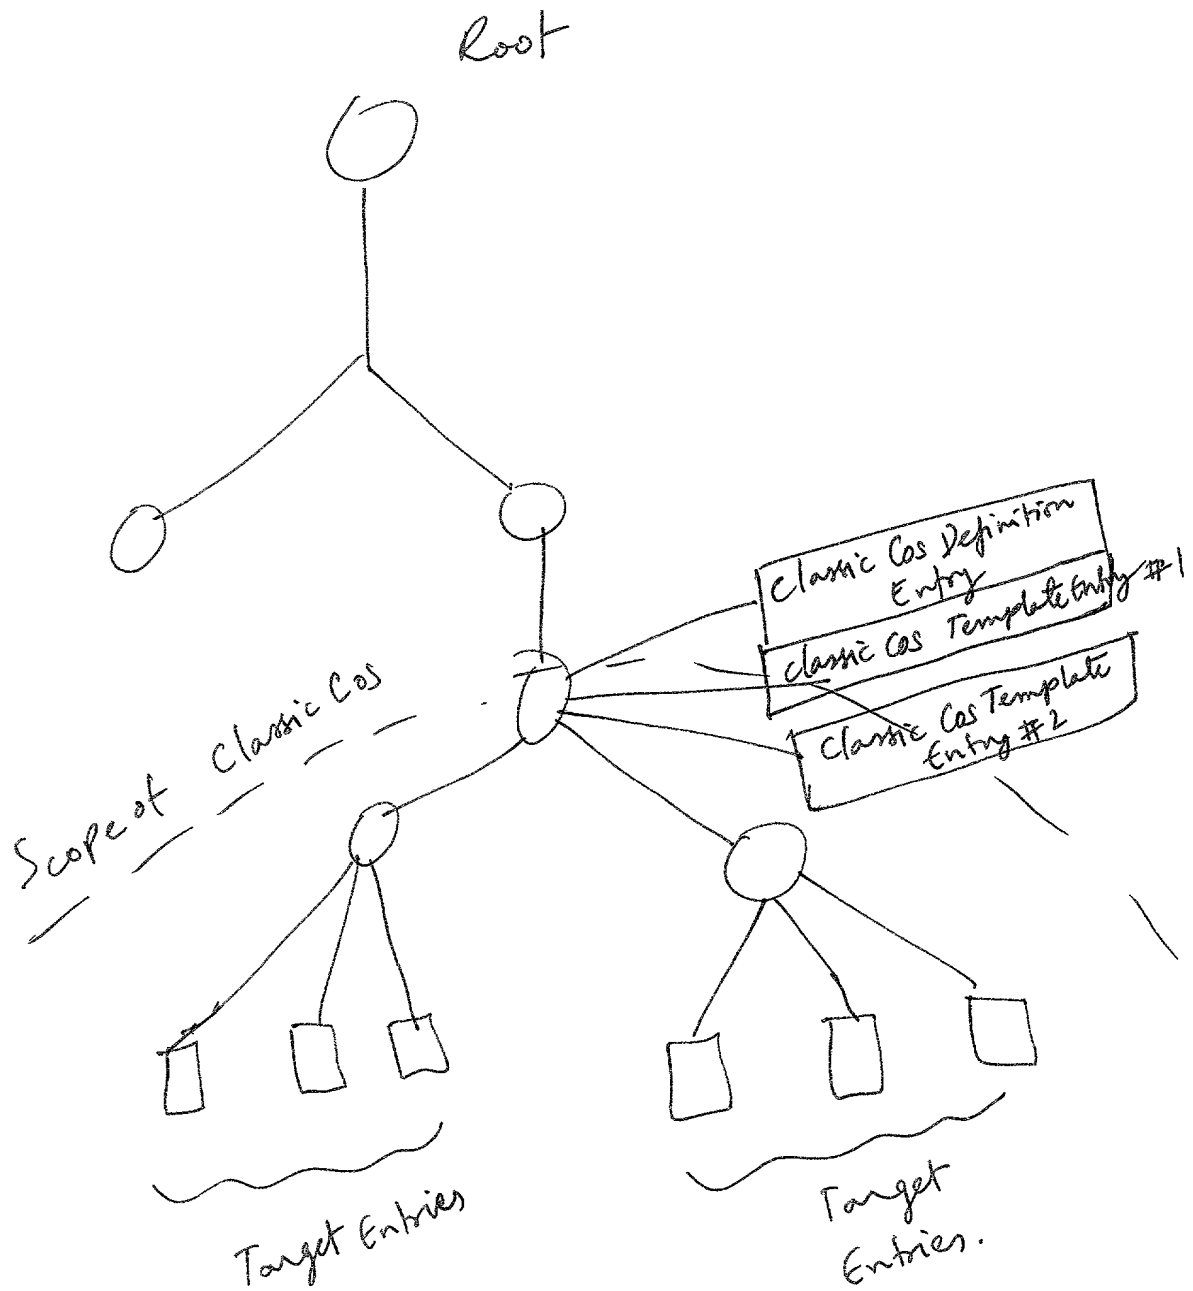 Root
Classic Cos Definition
Entry
Classic Cos Template Entry #1
Classic Cos Template
Entry #2
Scope of Classic Cos
Target Entries
Target
Entries.